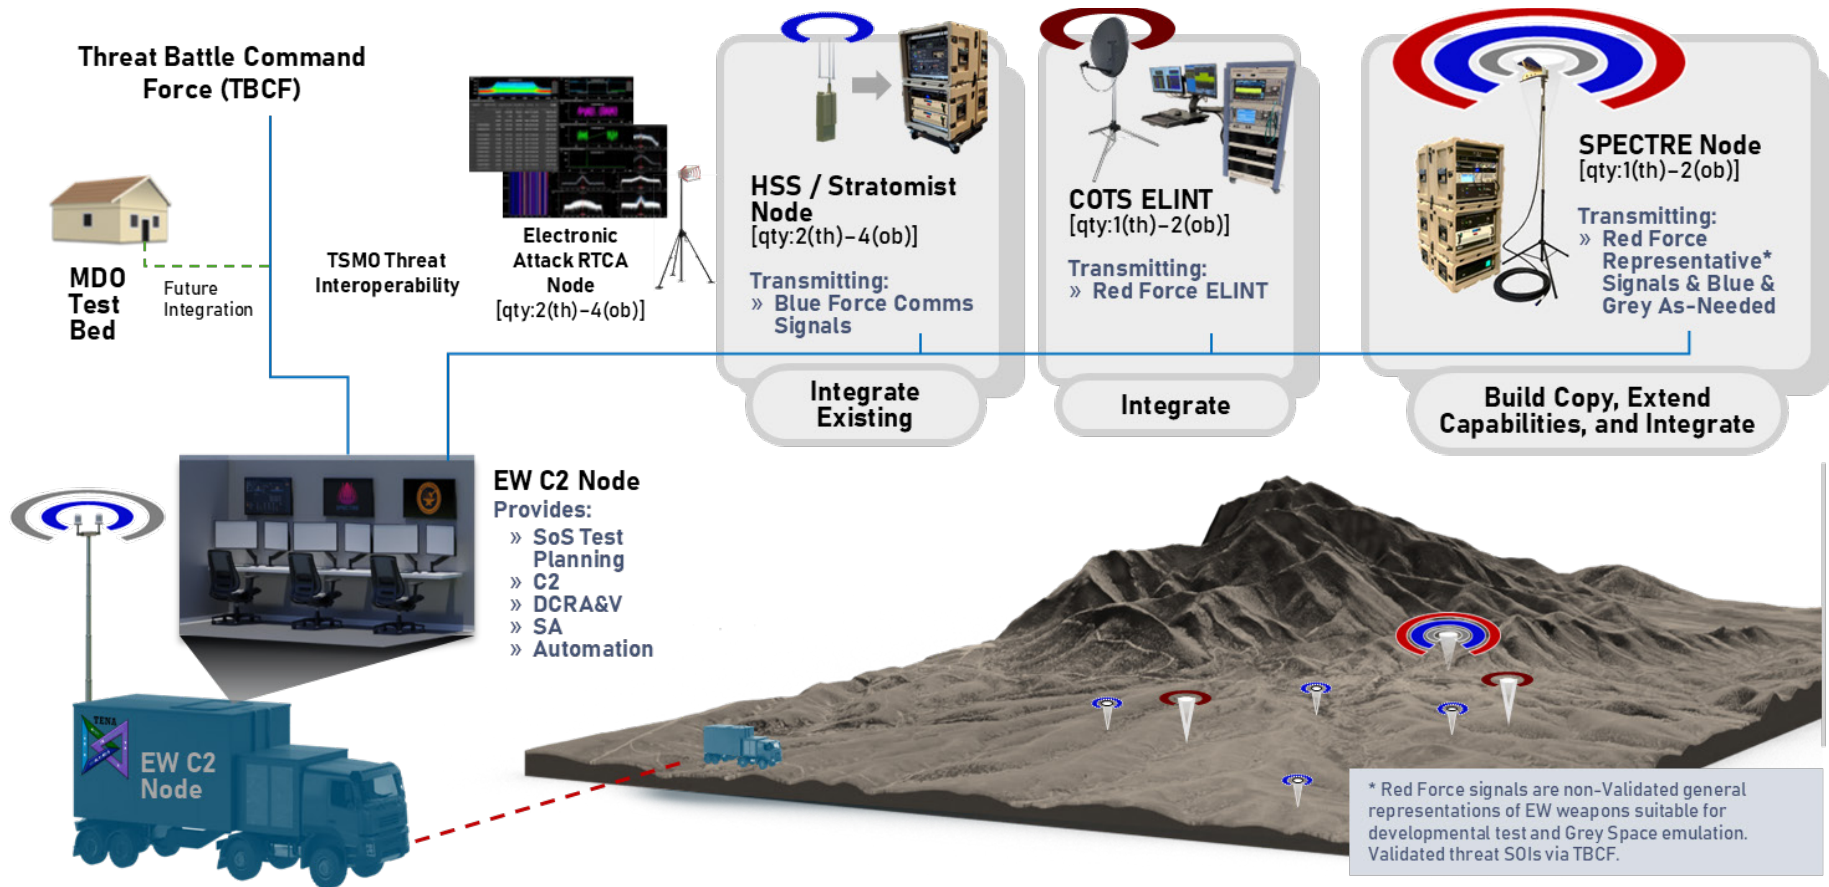 Threat Battle Command
Force (TBCF)
MDO
Test
Bed
Future
Integration
TSMO Threat
Interoperability
Electronic
Attack RTCA
Node
[qty:2(th)–4(ob)]
HSS / Stratomist
Node
[qty:2(th)–4(ob)]
Transmitting:
» Blue Force Comms
Signals
Integrate
Existing
COTS ELINT
[qty:1(th)–2(ob)]
Transmitting:
» Red Force ELINT
Integrate
SPECTRE Node
[qty:1(th)–2(ob)]
Transmitting:
» Red Force
Representative*
Signals & Blue &
Grey As-Needed
Build Copy, Extend
Capabilities, and Integrate
EW C2 Node
Provides:
» SoS Test
Planning
» C2
» DCRA&V
» SA
» Automation
TENA
EW C2
Node
* Red Force signals are non-Validated general
representations of EW weapons suitable for
developmental test and Grey Space emulation.
Validated threat SOIs via TBCF.